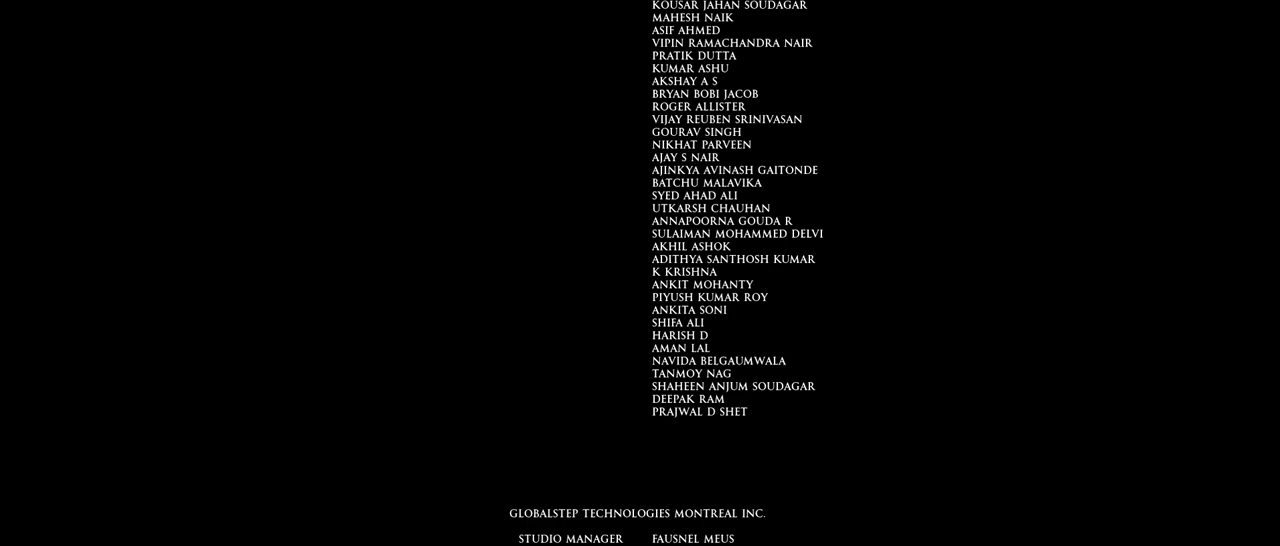 KOUSAR JAHAN SOUDAGAR
MAHESH NAIK
ASIF AHMED
VIPIN RAMACHANDRA NAIR
PRATIK DUTTA
KUMAR ASHU
AKSHAY A S
BRYAN BOBI JACOB
ROGER ALLISTER
VIJAY REUBEN SRINIVASAN
GOURAV SINGH
NIKHAT PARVEEN
AJAY S NAIR
AJINKYA AVINASH GAITONDE
BATCHU MALAVIKA
SYED AHAD ALI
UTKARSH CHAUHAN
ANNAPOORNA GOUDA R
SULAIMAN MOHAMMED DELVI
AKHIL ASHOK
ADITHYA SANTHOSH KUMAR
K KRISHNA
ANKIT MOHANTY
PIYUSH KUMAR ROY
ANKITA SONI
SHIFA ALI
HARISH D
AMAN LAL
NAVIDA BELGAUMWALA
TANMOY NAG
SHAHEEN ANJUM SOUDAGAR
DEEPAK RAM
PRAJWAL D SHET
GLOBALSTEP TECHNOLOGIES MONTREAL INC.
STUDIO MANAGER FAUSNEL MEUS